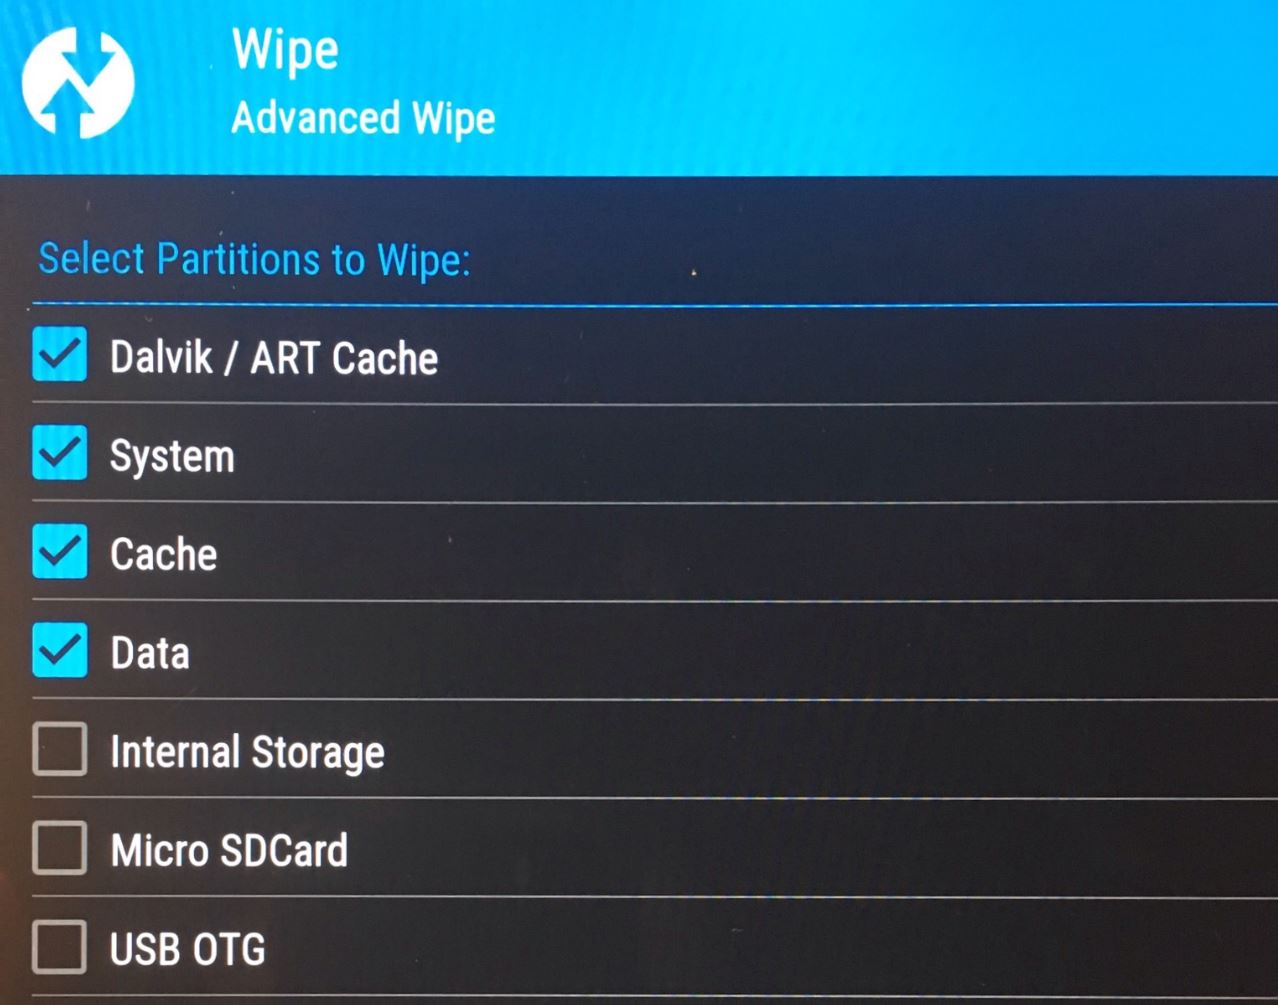 Wipe
Advanced Wipe
Select Partitions to Wipe:
Dalvik / ART Cache
System
Cache
Data
Internal Storage
Micro SDCard
USB OTG